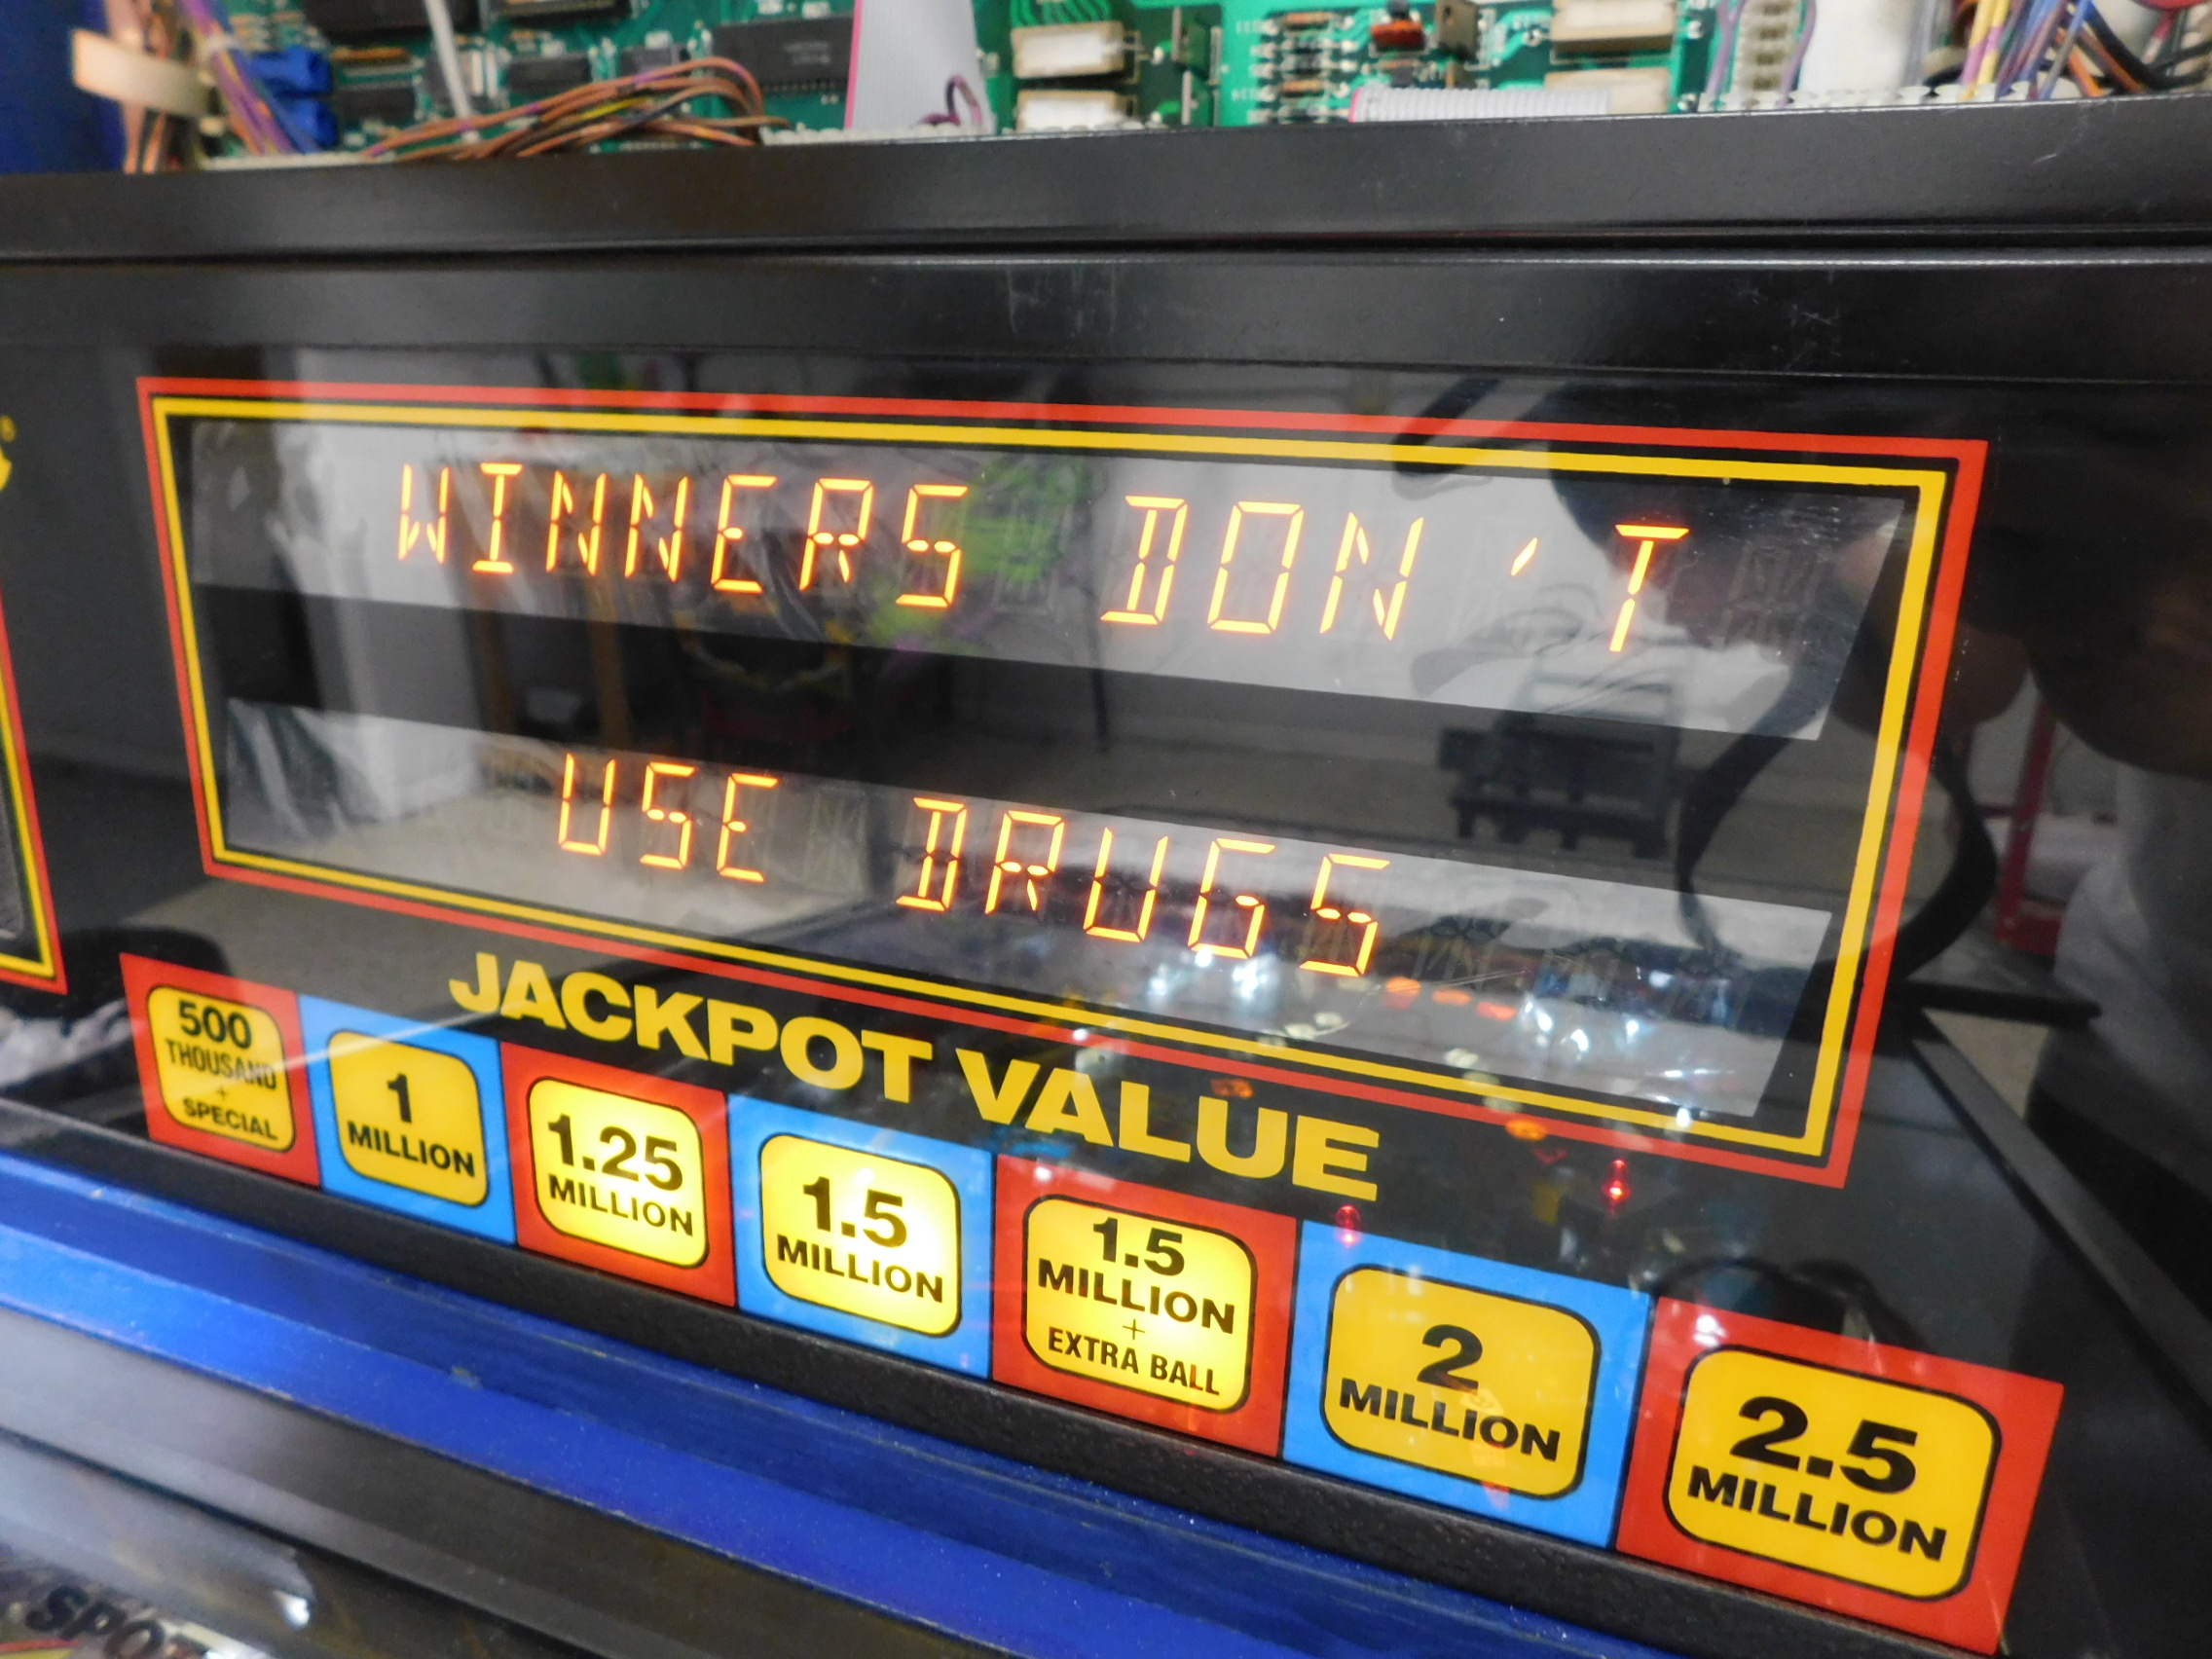 WINNERS DON'T
USE DRUGS
JACKPOT VALUE
500
THOUSAND
+
SPECIAL
1
MILLION
1.25
MILLION
1.5
MILLION
1.5
MILLION
+
EXTRA BALL
2
MILLION
2.5
MILLION
SPOT